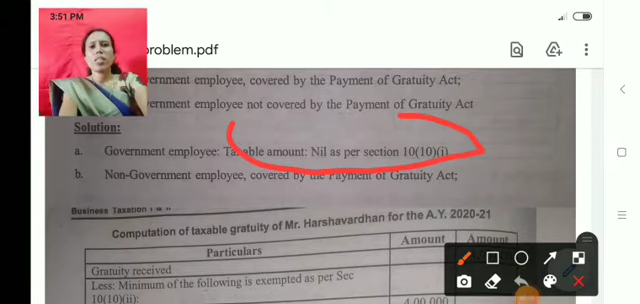 3:51 PM
problem.pdf
vernment employee, covered by the Payment of Gratuity Act;
vernment employee not covered by the Payment of Gratuity Act
Solution:
a. Government employee: Taxable amount: Nil as per section 10(10)(i)
b. Non-Government employee, covered by the Payment of Gratuity Act;
Business Taxation
Computation of taxable gratuity of Mr. Harshavardhan for the A.Y. 2020-21
Particulars Amount Amount
Gratuity received
Less: Minimum of the following is exempted as per Sec
10(10)(ii):
4,00,000